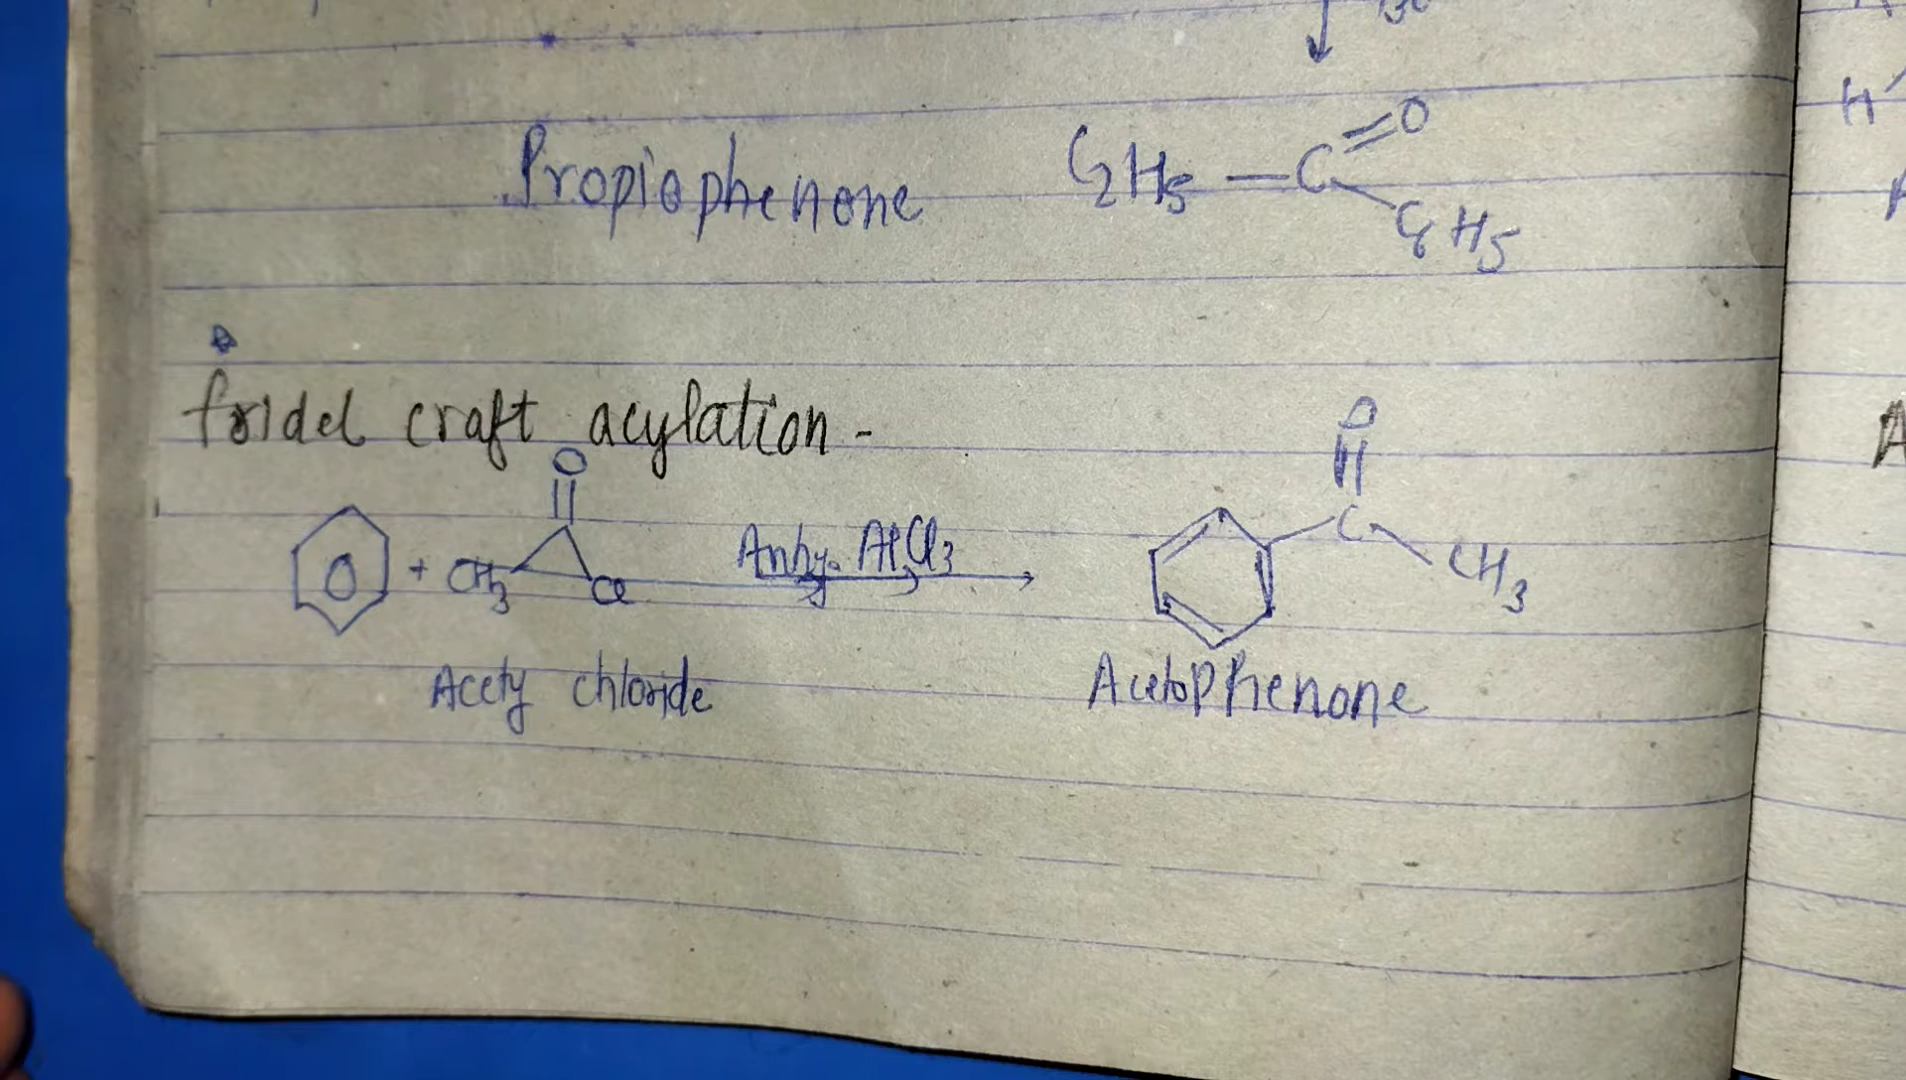 Propiophenone C2H5 — C = O
C6H5
fridel craft acylation -
O
O
+ CH3 Cl Anhy. AlCl3 → C CH3
Acety chloride Acetophenone